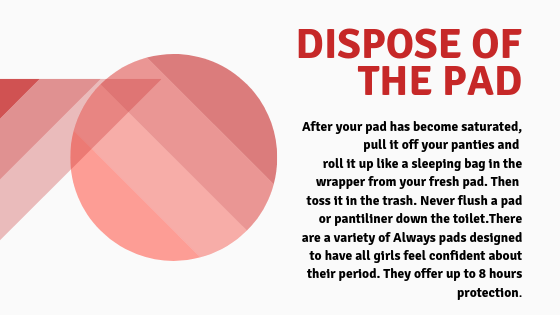 DISPOSE OF
THE PAD
After your pad has become saturated,
pull it off your panties and
roll it up like a sleeping bag in the
wrapper from your fresh pad. Then
toss it in the trash. Never flush a pad
or pantiliner down the toilet.There
are a variety of Always pads designed
to have all girls feel confident about
their period. They offer up to 8 hours
protection.